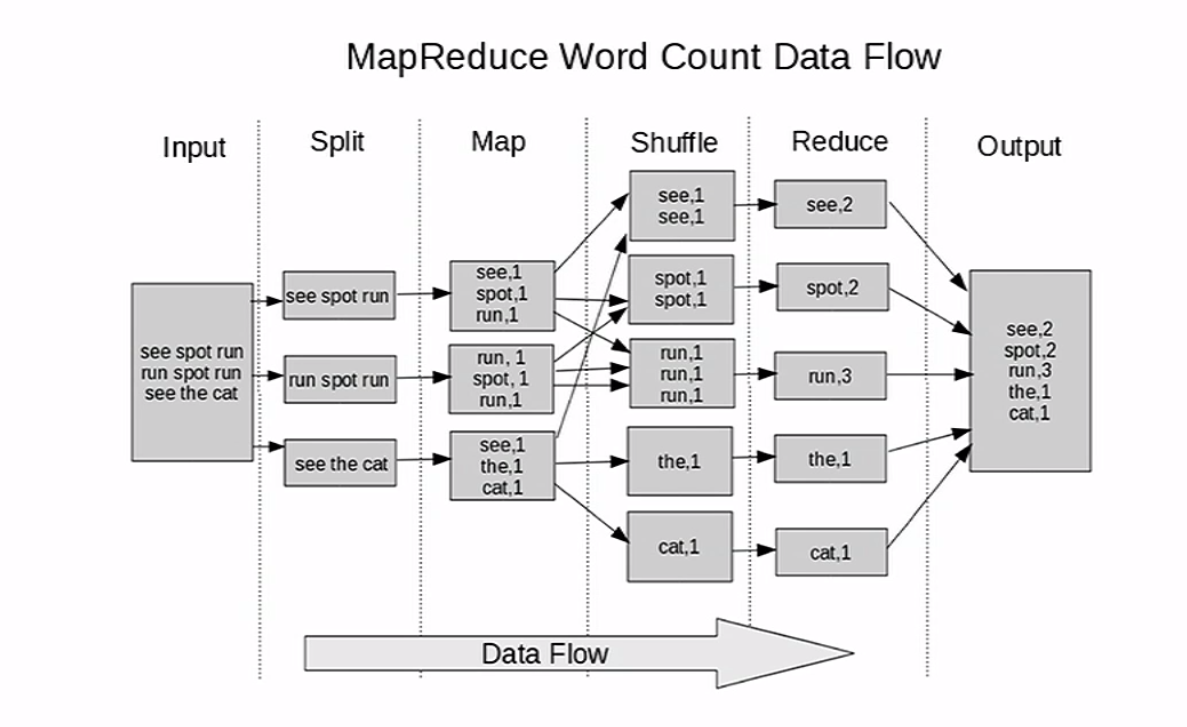 MapReduce Word Count Data Flow
Input
Split
Map
Shuffle
Reduce
Output
see spot run
run spot run
see the cat
see spot run
run spot run
see the cat
see,1
spot,1
run,1
run, 1
spot, 1
run,1
see,1
the,1
cat,1
see,1
see,1
spot,1
spot,1
run,1
run,1
run,1
the,1
cat,1
see,2
spot,2
run,3
the,1
cat,1
see,2
spot,2
run,3
the,1
cat,1
Data Flow